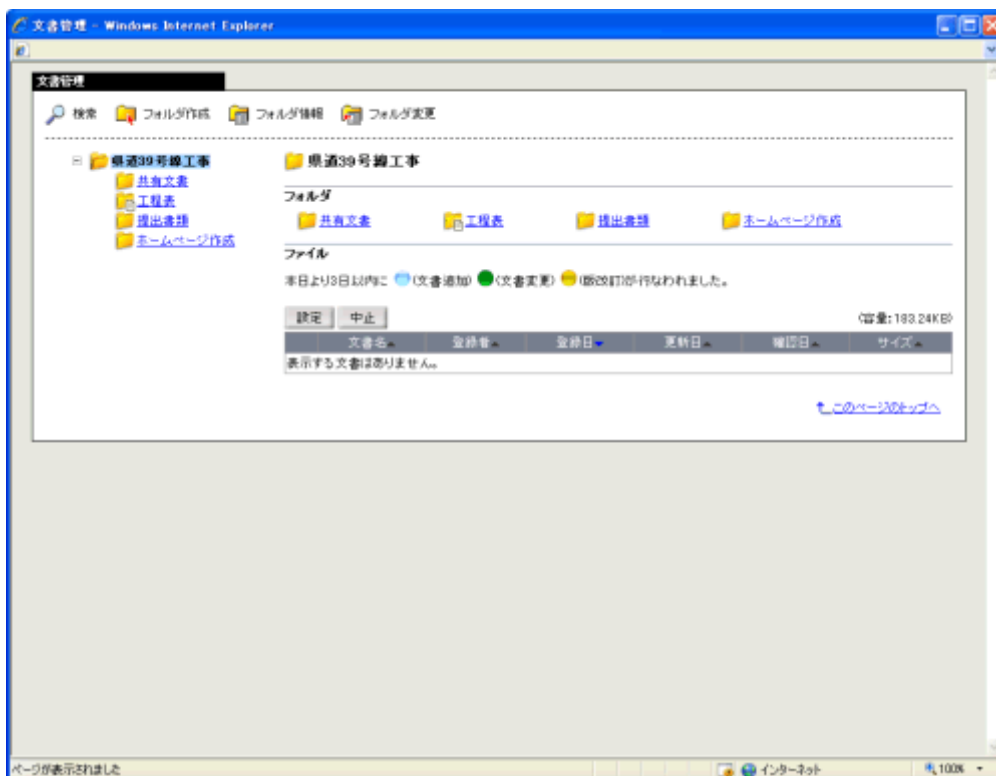 文書管理 - Windows Internet Explorer
文書管理
検索 フォルダ作成 フォルダ情報 フォルダ変更
県道39号線工事
共有文書
工程表
提出書類
ホームページ作成
県道39号線工事
フォルダ
共有文書 工程表 提出書類 ホームページ作成
ファイル
本日より3日以内に (文書追加) (文書変更) (版改訂)が行なわれました。
設定 中止 (容量:183.24KB)
文書名 登録者 登録日 更新日 確認日 サイズ
表示する文書はありません。
このページのトップへ
ページが表示されました インターネット 100%